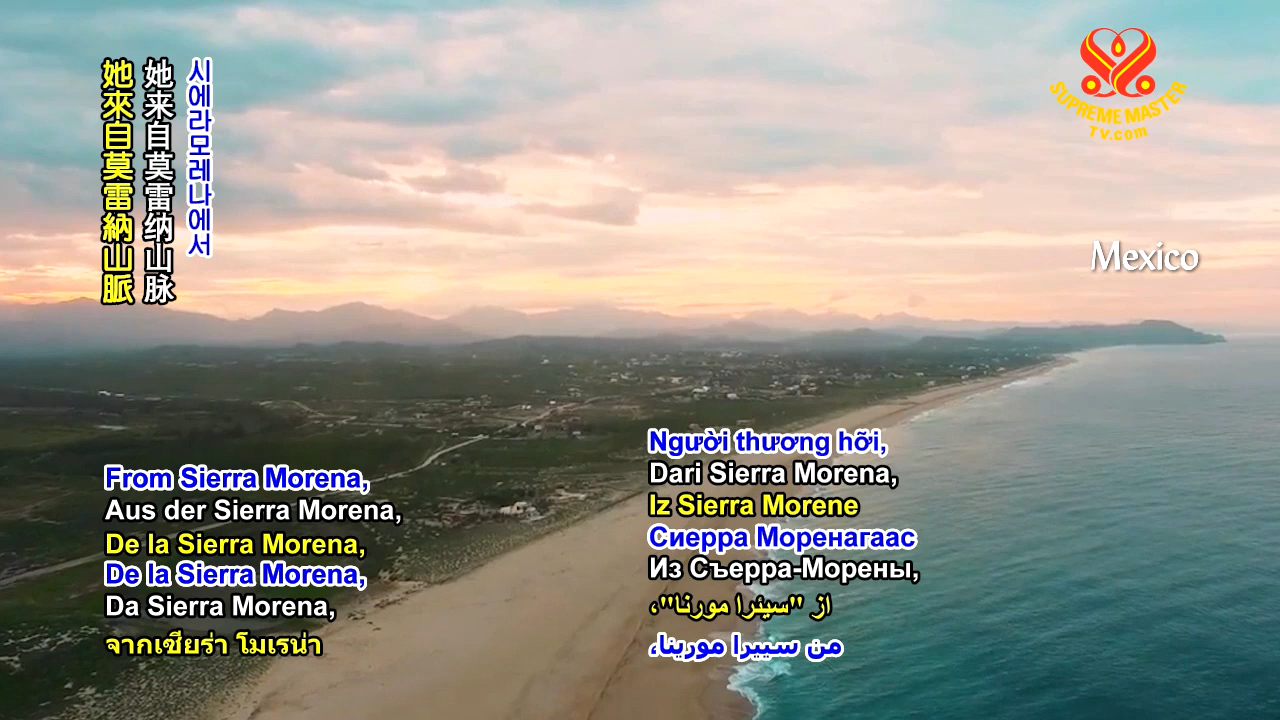 시에라모레나에서
她来自莫雷纳山脉
她來自莫雷納山脈
SUPREME MASTER
TV.com
Mexico
From Sierra Morena,
Aus der Sierra Morena,
De la Sierra Morena,
De la Sierra Morena,
Da Sierra Morena,
จากเซียร่า โมเรน่า
Người thương hỡi,
Dari Sierra Morena,
Iz Sierra Morene
Сиерра Моренагаас
Из Съерра-Морены,
از "سیئرا مورنا"،
من سييرا مورينا،